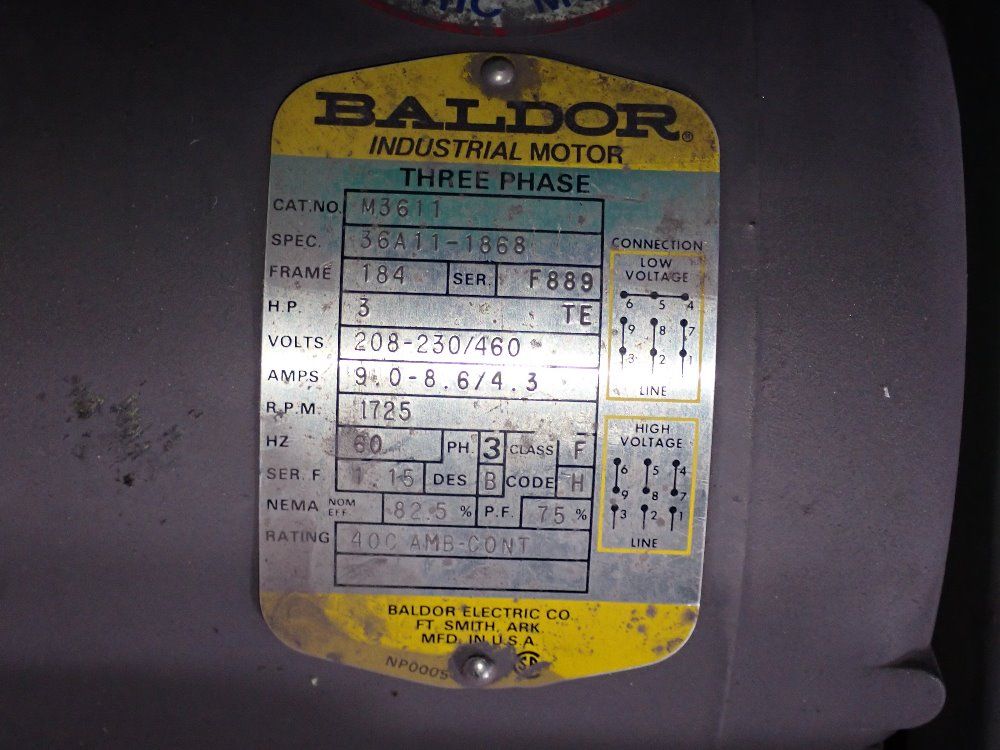 BALDOR®
INDUSTRIAL MOTOR
THREE PHASE
CAT.NO. M3611
SPEC. 36A11-1868
FRAME 184 SER. F889
H.P. 3 TE
VOLTS 208-230/460
AMPS 9.0-8.6/4.3
R.P.M. 1725
HZ 60 PH. 3 CLASS F
SER. F. 1.15 DES B CODE H
NEMA NOM EFF 82.5 % P.F. 75 %
RATING 40C AMB-CONT
CONNECTION
LOW
VOLTAGE
6 5 4
9 8 7
3 2 1
LINE
HIGH
VOLTAGE
6 5 4
9 8 7
3 2 1
LINE
BALDOR ELECTRIC CO.
FT. SMITH, ARK.
MFD. IN U.S.A.
NP0005